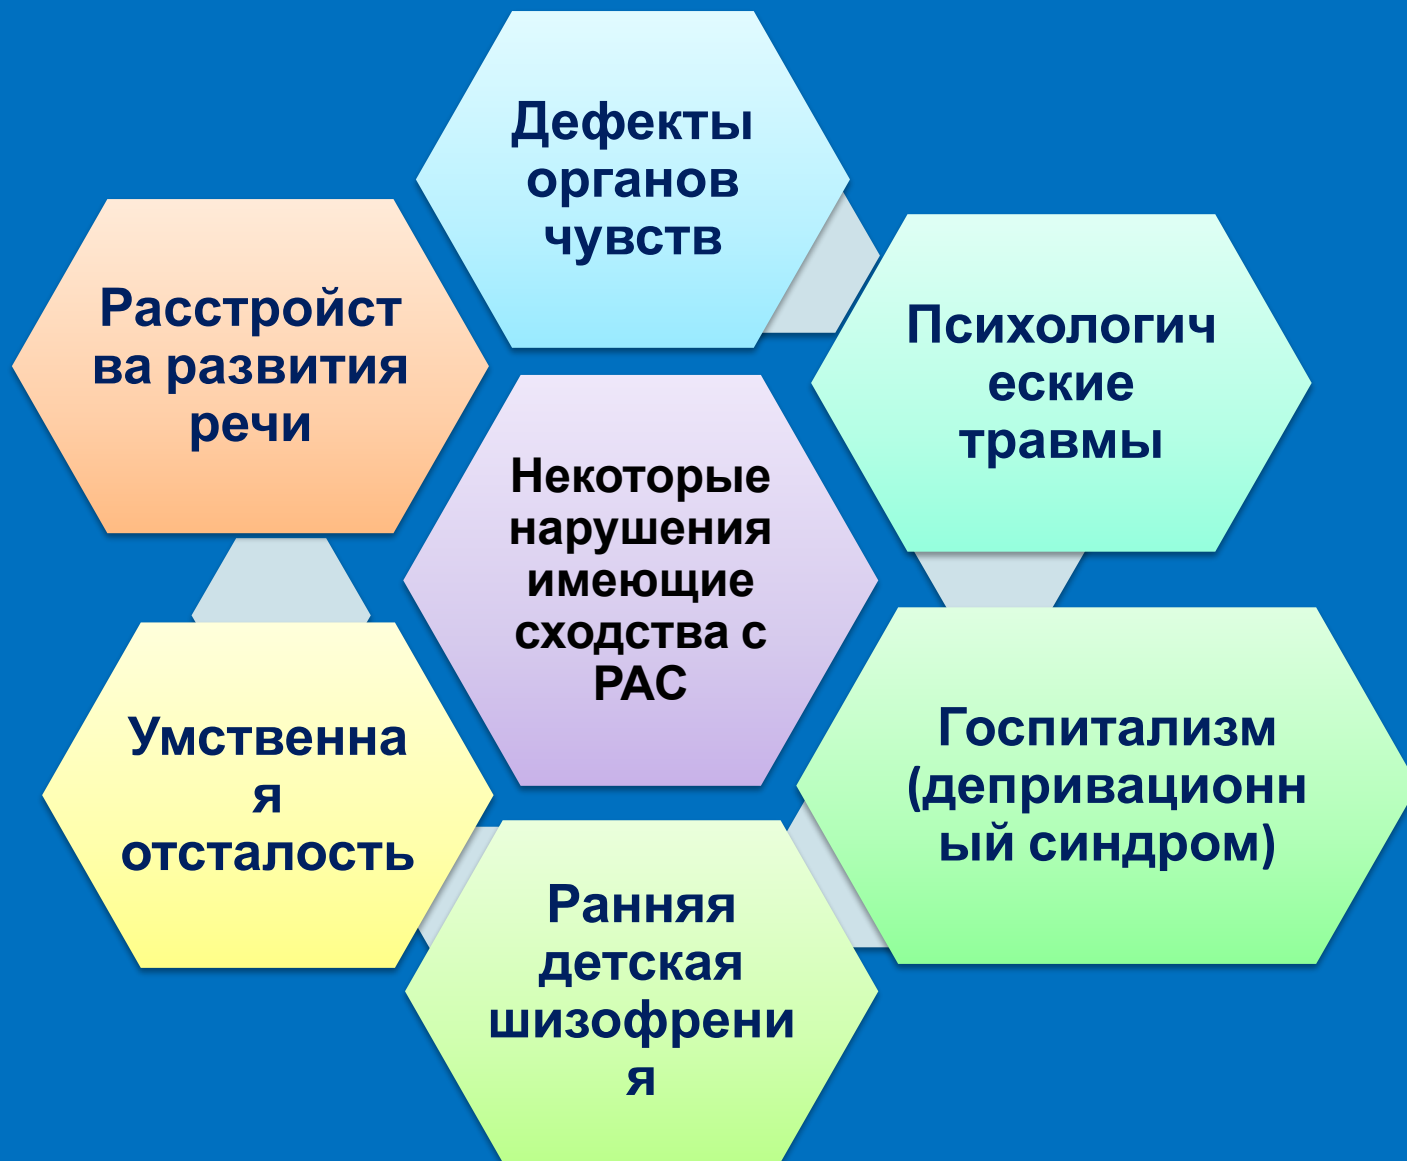 Дефекты
органов
чувств
Расстройст
ва развития
речи
Психологич
еские
травмы
Некоторые
нарушения
имеющие
сходства с
РАС
Умственна
я
отсталость
Госпитализм
(депривационн
ый синдром)
Ранняя
детская
шизофрени
я